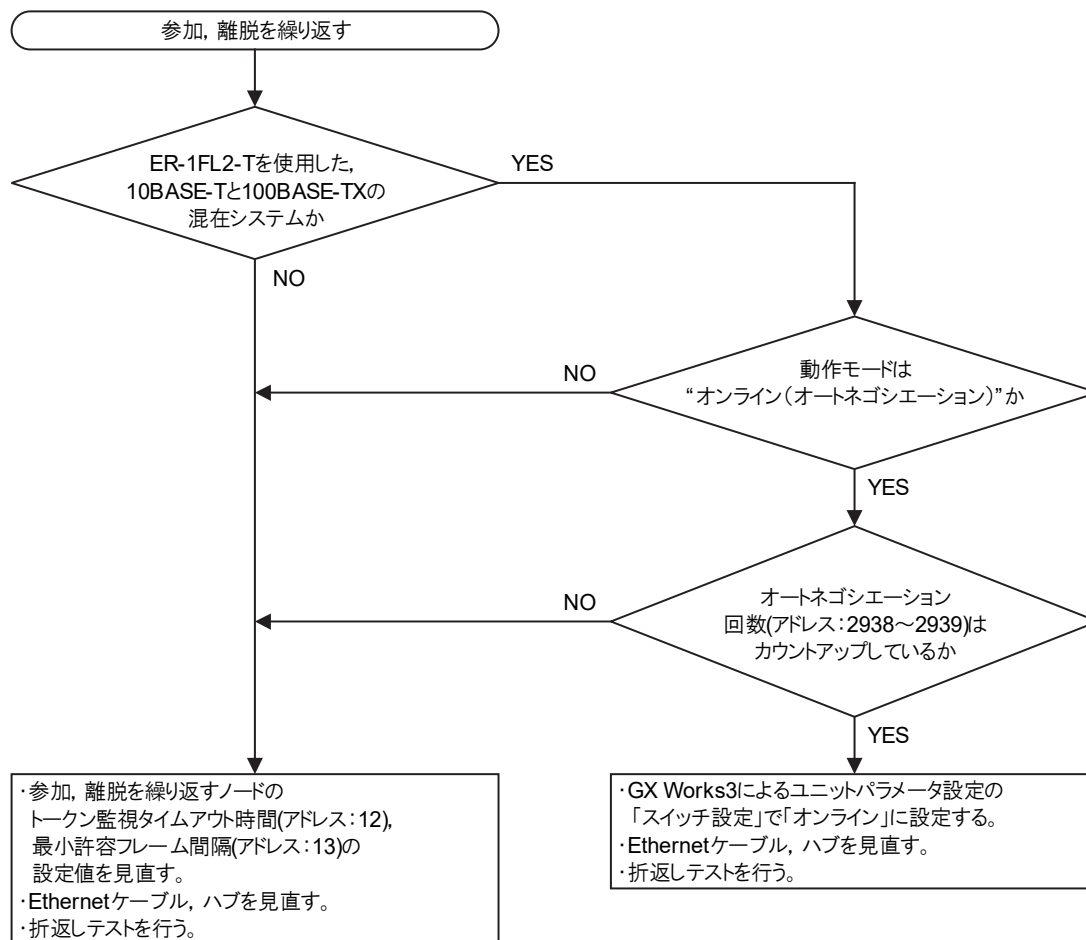 参加, 離脱を繰り返す
ER-1FL2-Tを使用した,
10BASE-Tと100BASE-TXの
混在システムか
YES
NO
動作モードは
“オンライン（オートネゴシエーション）”か
NO
YES
オートネゴシエーション
回数(アドレス：2938～2939)は
カウントアップしているか
NO
YES
・参加, 離脱を繰り返すノードの
トークン監視タイムアウト時間(アドレス：12),
最小許容フレーム間隔(アドレス：13)の
設定値を見直す。
・Ethernetケーブル, ハブを見直す。
・折返しテストを行う。
・GX Works3によるユニットパラメータ設定の
「スイッチ設定」で「オンライン」に設定する。
・Ethernetケーブル, ハブを見直す。
・折返しテストを行う。